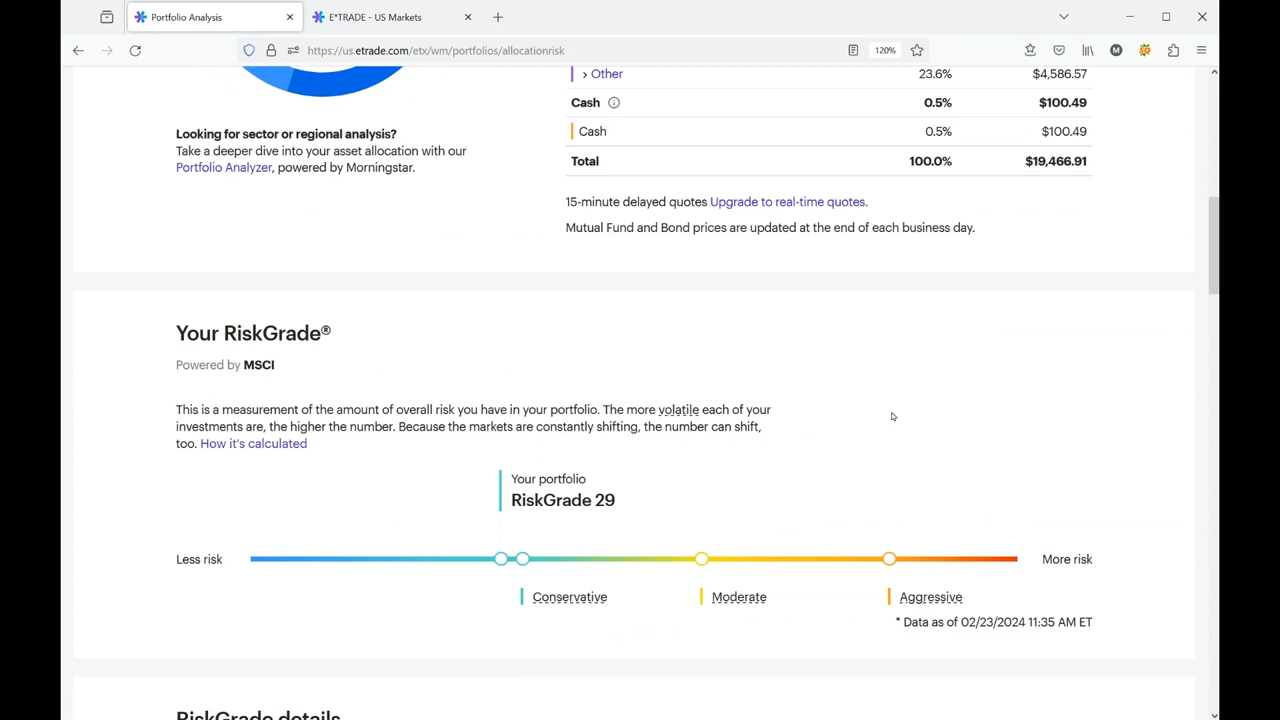 Portfolio Analysis
E*TRADE - US Markets
https://us.etrade.com/etx/wm/portfolios/allocationrisk
120%
Other 23.6% $4,586.57
Cash 0.5% $100.49
Cash 0.5% $100.49
Total 100.0% $19,466.91
Looking for sector or regional analysis?
Take a deeper dive into your asset allocation with our
Portfolio Analyzer, powered by Morningstar.
15-minute delayed quotes Upgrade to real-time quotes.
Mutual Fund and Bond prices are updated at the end of each business day.
Your RiskGrade®
Powered by MSCI
This is a measurement of the amount of overall risk you have in your portfolio. The more volatile each of your
investments are, the higher the number. Because the markets are constantly shifting, the number can shift,
too. How it's calculated
Your portfolio
RiskGrade 29
Less risk
More risk
Conservative
Moderate
Aggressive
* Data as of 02/23/2024 11:35 AM ET
RiskGrade details